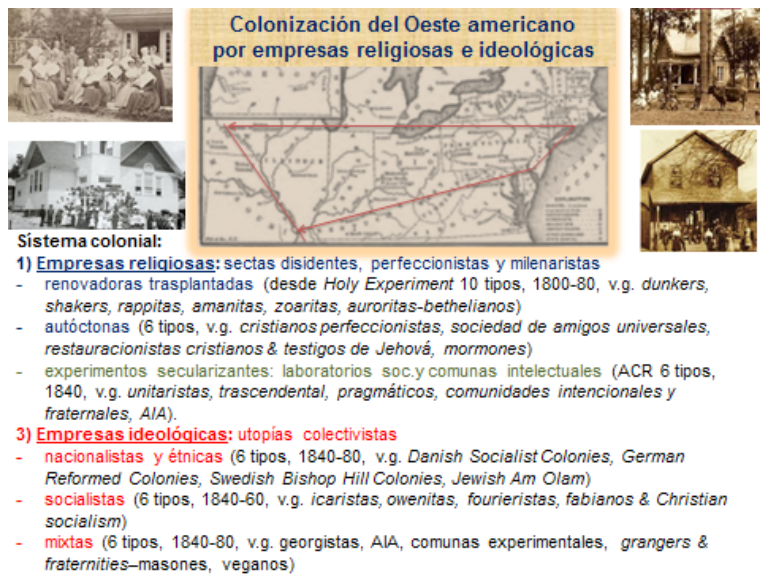 Colonización del Oeste americano
por empresas religiosas e ideológicas
Sístema colonial:
1) Empresas religiosas: sectas disidentes, perfeccionistas y milenaristas
- renovadoras trasplantadas (desde Holy Experiment 10 tipos, 1800-80, v.g. dunkers,
shakers, rappitas, amanitas, zoaritas, auroritas-bethelianos)
- autóctonas (6 tipos, v.g. cristianos perfeccionistas, sociedad de amigos universales,
restauracionistas cristianos & testigos de Jehová, mormones)
- experimentos secularizantes: laboratorios soc.y comunas intelectuales (ACR 6 tipos,
1840, v.g. unitaristas, trascendental, pragmáticos, comunidades intencionales y
fraternales, AIA).
3) Empresas ideológicas: utopías colectivistas
- nacionalistas y étnicas (6 tipos, 1840-80, v.g. Danish Socialist Colonies, German
Reformed Colonies, Swedish Bishop Hill Colonies, Jewish Am Olam)
- socialistas (6 tipos, 1840-60, v.g. icaristas, owenitas, fourieristas, fabianos & Christian
socialism)
- mixtas (6 tipos, 1840-80, v.g. georgistas, AIA, comunas experimentales, grangers &
fraternities–masones, veganos)